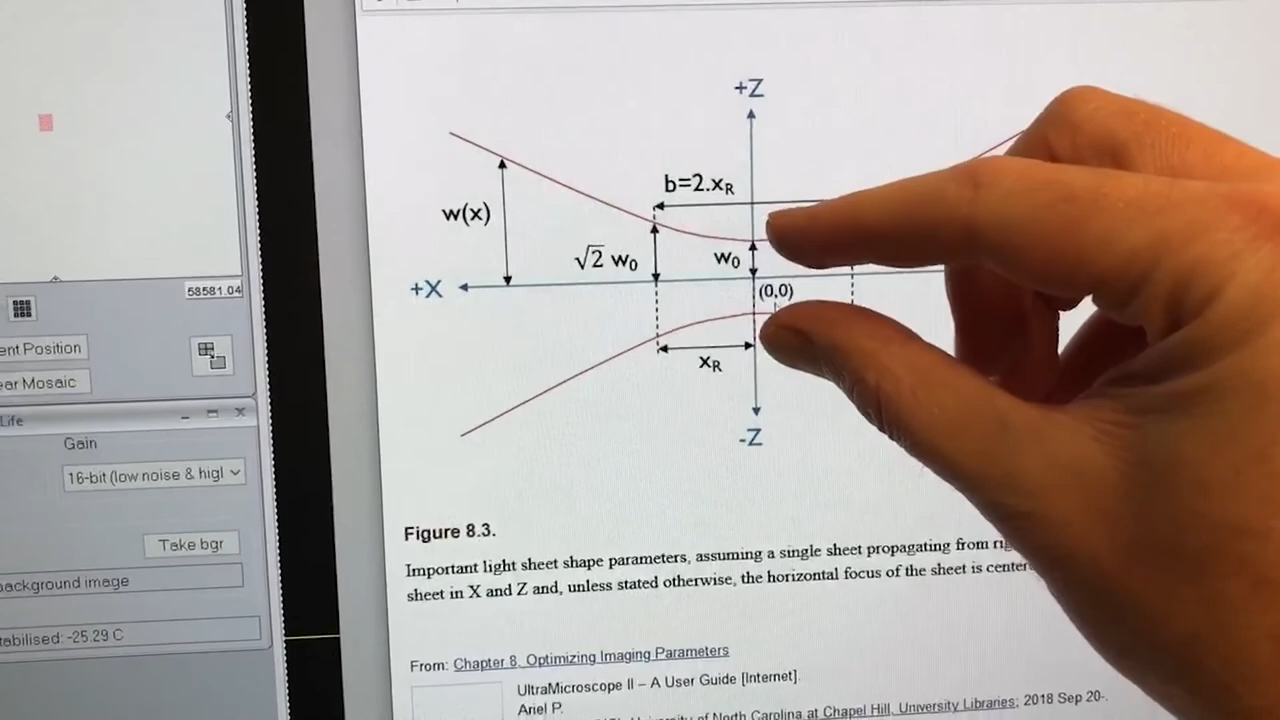 +Z
b=2.xR
w(x)
√2 w0
w0
+X
(0,0)
xR
-Z
58581.04
ent Position
ear Mosaic
Life
Gain
16-bit (low noise & higl
Take bgr
background image
tabilised: -25.29 C
Figure 8.3.
Important light sheet shape parameters, assuming a single sheet propagating from
sheet in X and Z and, unless stated otherwise, the horizontal focus of the sheet is
From: Chapter 8, Optimizing Imaging Parameters
UltraMicroscope II – A User Guide [Internet].
Ariel P.
University of North Carolina at Chapel Hill, University Libraries; 2018 Sep 20-.